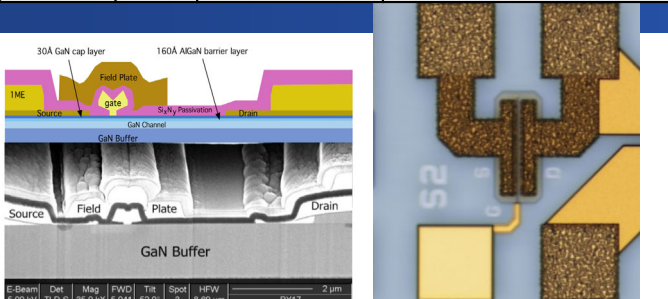 30Å GaN cap layer
160Å AlGaN barrier layer
Field Plate
1ME
gate
SixNy Passivation
Source
Drain
GaN Channel
GaN Buffer
Source
Field
Plate
Drain
GaN Buffer
E-Beam Det Mag FWD Tilt Spot HFW
2 µm
S2
S
D
G